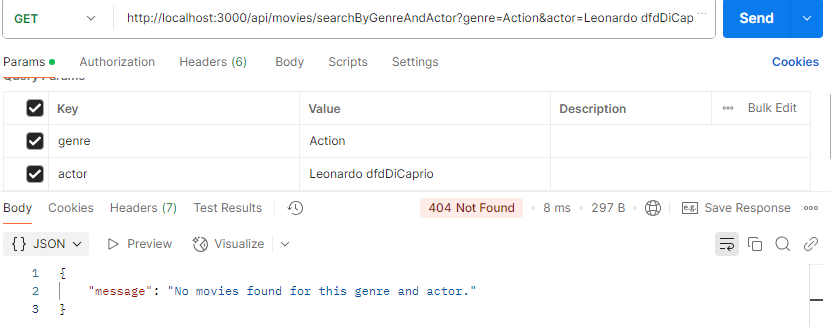 GET http://localhost:3000/api/movies/searchByGenreAndActor?genre=Action&actor=Leonardo dfdDiCap ... Send
Params Authorization Headers (6) Body Scripts Settings Cookies
Query Params
Key Value Description Bulk Edit
genre Action
actor Leonardo dfdDiCaprio
Body Cookies Headers (7) Test Results 404 Not Found • 8 ms • 297 B • e.g. Save Response
{} JSON Preview Visualize
1 {
2 "message": "No movies found for this genre and actor."
3 }